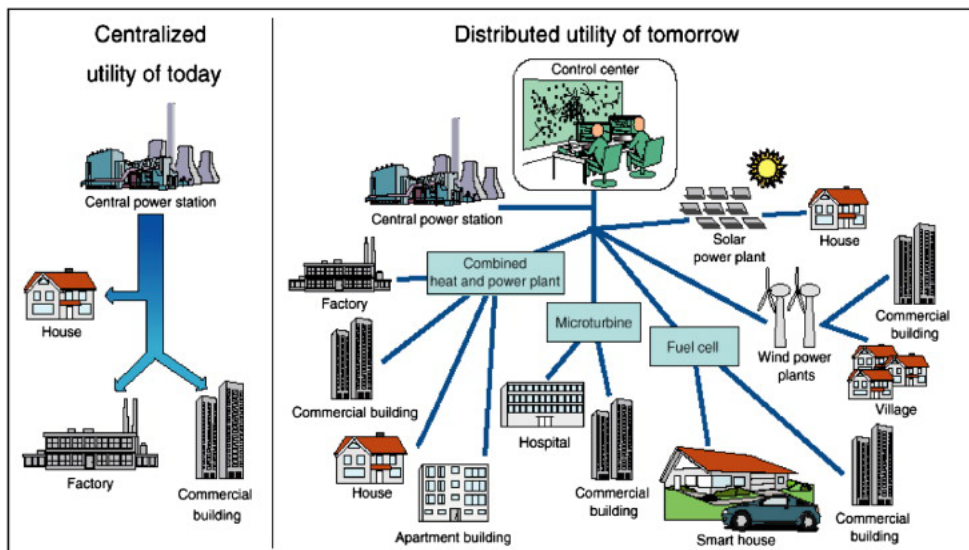 Centralized
utility of today
Central power station
House
Factory
Commercial
building
Distributed utility of tomorrow
Control center
Central power station
Solar
power plant
House
Combined
heat and power plant
Factory
Microturbine
Fuel cell
Wind power
plants
Commercial
building
Village
Commercial building
House
Apartment building
Hospital
Commercial
building
Smart house
Commercial
building